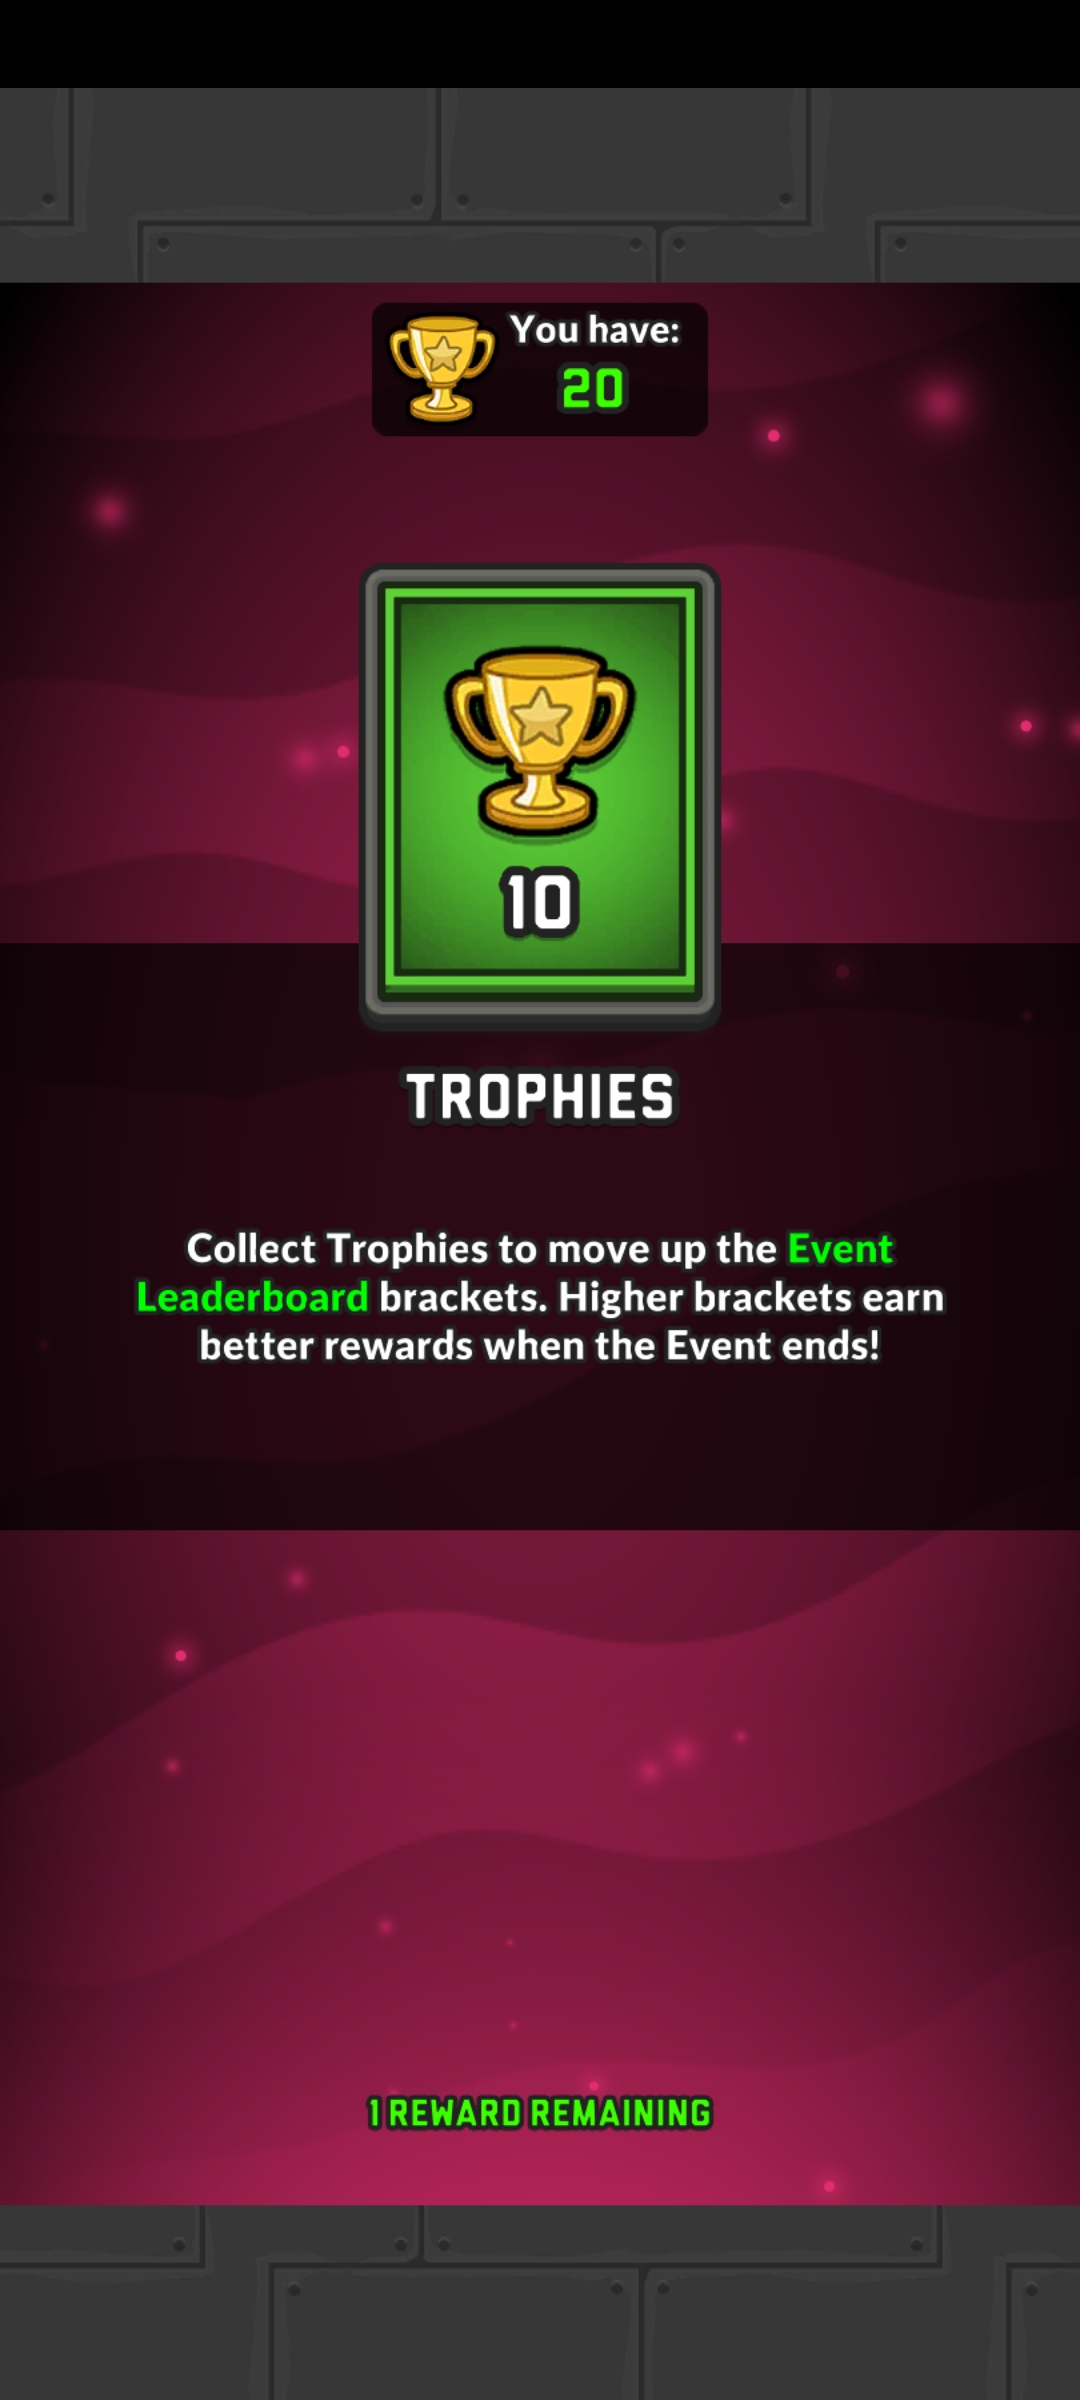 You have:
20
10
TROPHIES
Collect Trophies to move up the Event
Leaderboard brackets. Higher brackets earn
better rewards when the Event ends!
1 REWARD REMAINING